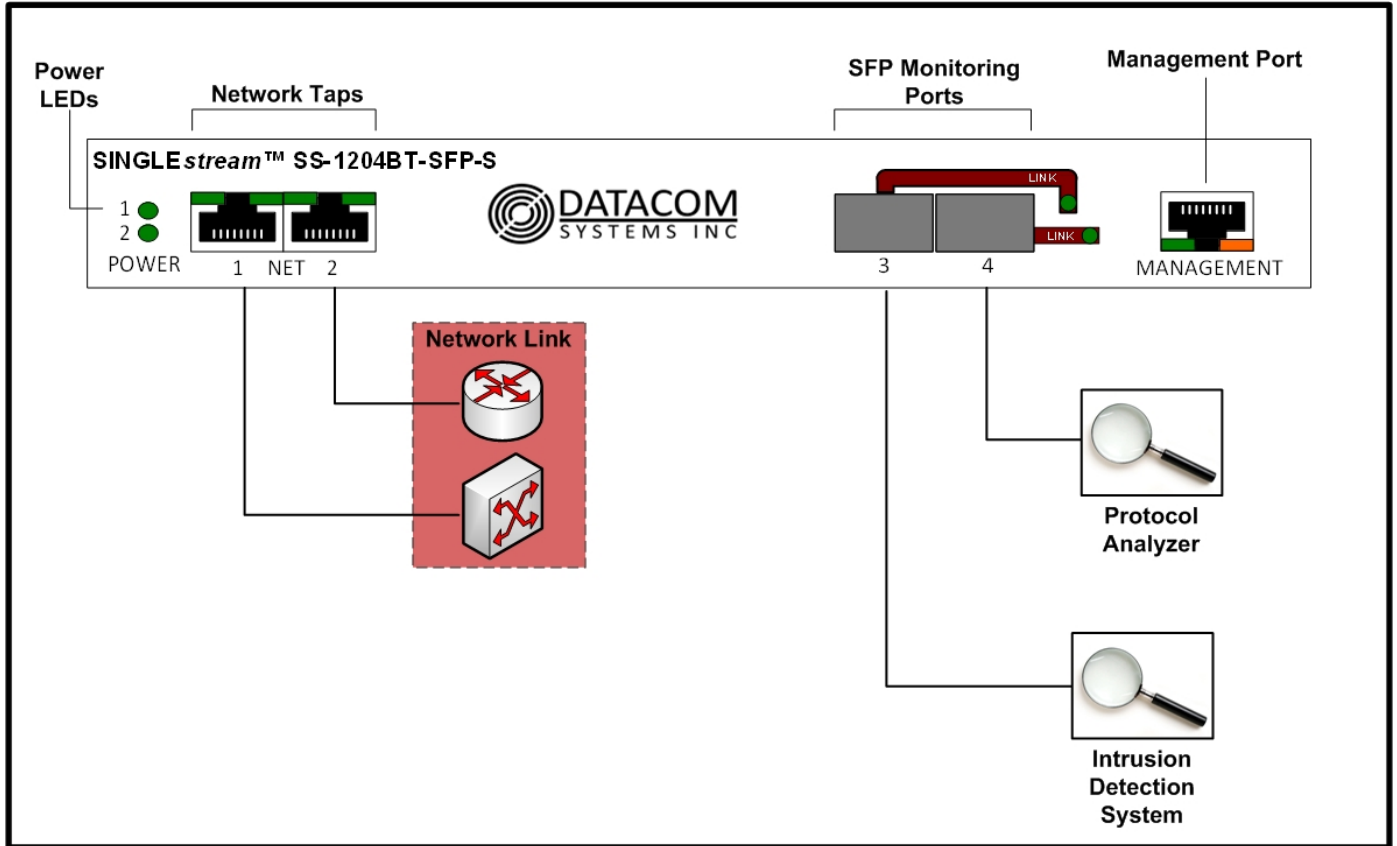 Power
LEDs
Network Taps
SFP Monitoring
Ports
Management Port
SINGLEstream™ SS-1204BT-SFP-S
1
2
POWER
1 NET 2
DATACOM
SYSTEMS INC
LINK
LINK
3
4
MANAGEMENT
Network Link
Protocol
Analyzer
Intrusion
Detection
System